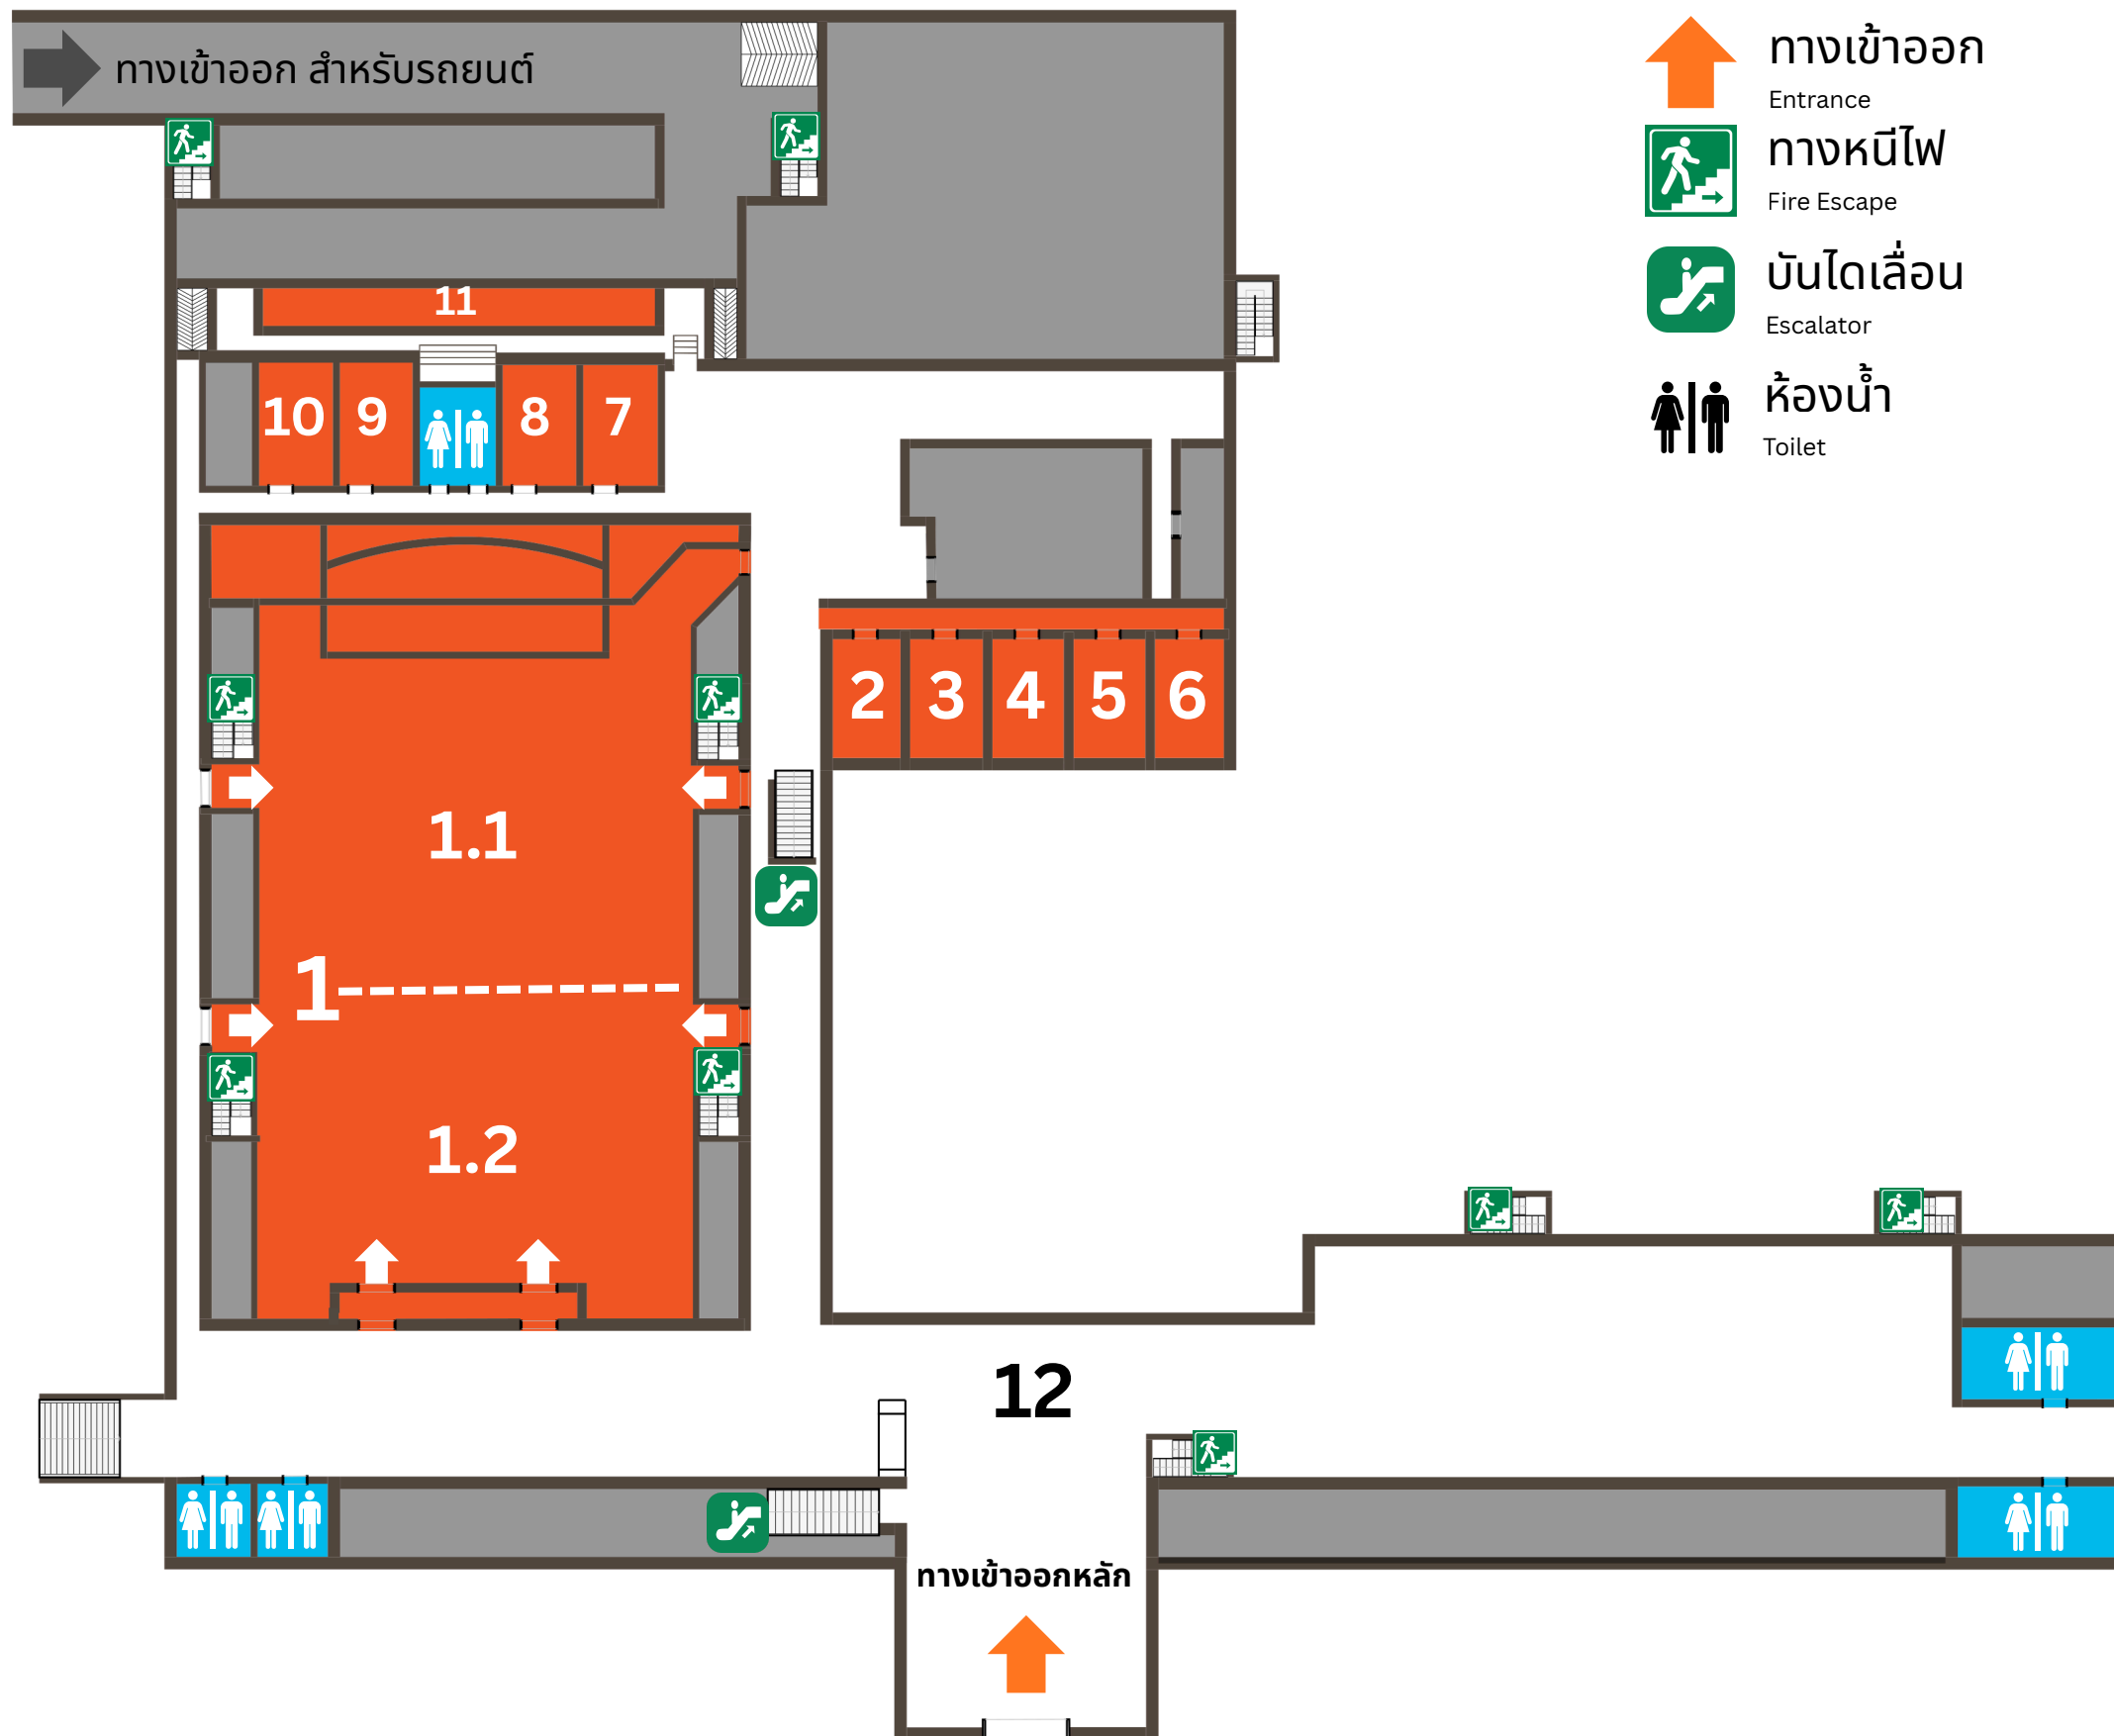 ทางเข้าออก สำหรับรถยนต์
ทางเข้าออก
Entrance
ทางหนีไฟ
Fire Escape
บันไดเลื่อน
Escalator
ห้องน้ำ
Toilet
11
10
9
8
7
2
3
4
5
6
1.1
1
1.2
12
ทางเข้าออกหลัก